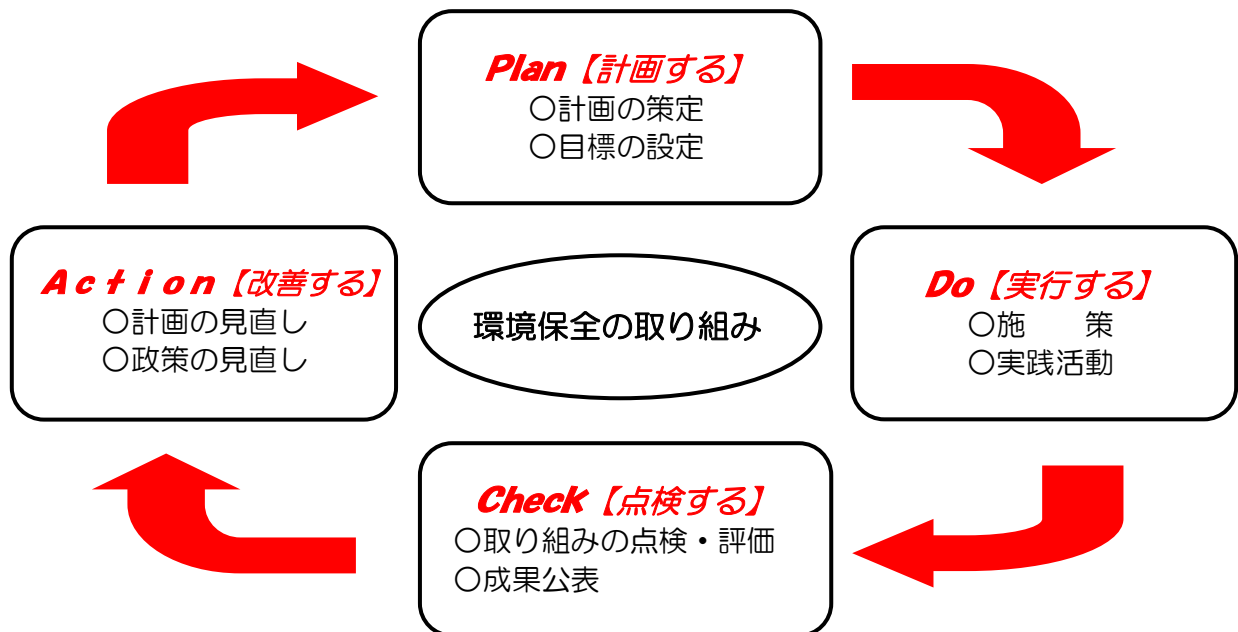 Plan【計画する】
〇計画の策定
〇目標の設定
Action【改善する】
〇計画の見直し
〇政策の見直し
環境保全の取り組み
Do【実行する】
〇施　　策
〇実践活動
Check【点検する】
〇取り組みの点検・評価
〇成果公表